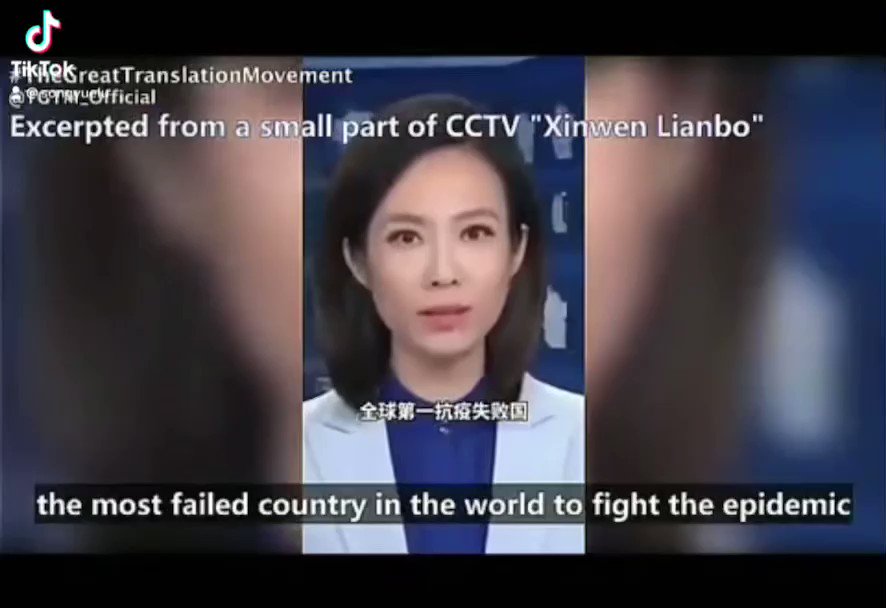 TikTok
#TheGreatTranslationMovement
@TGTM_Official
Excerpted from a small part of CCTV "Xinwen Lianbo"
全球第一抗疫失败国
the most failed country in the world to fight the epidemic